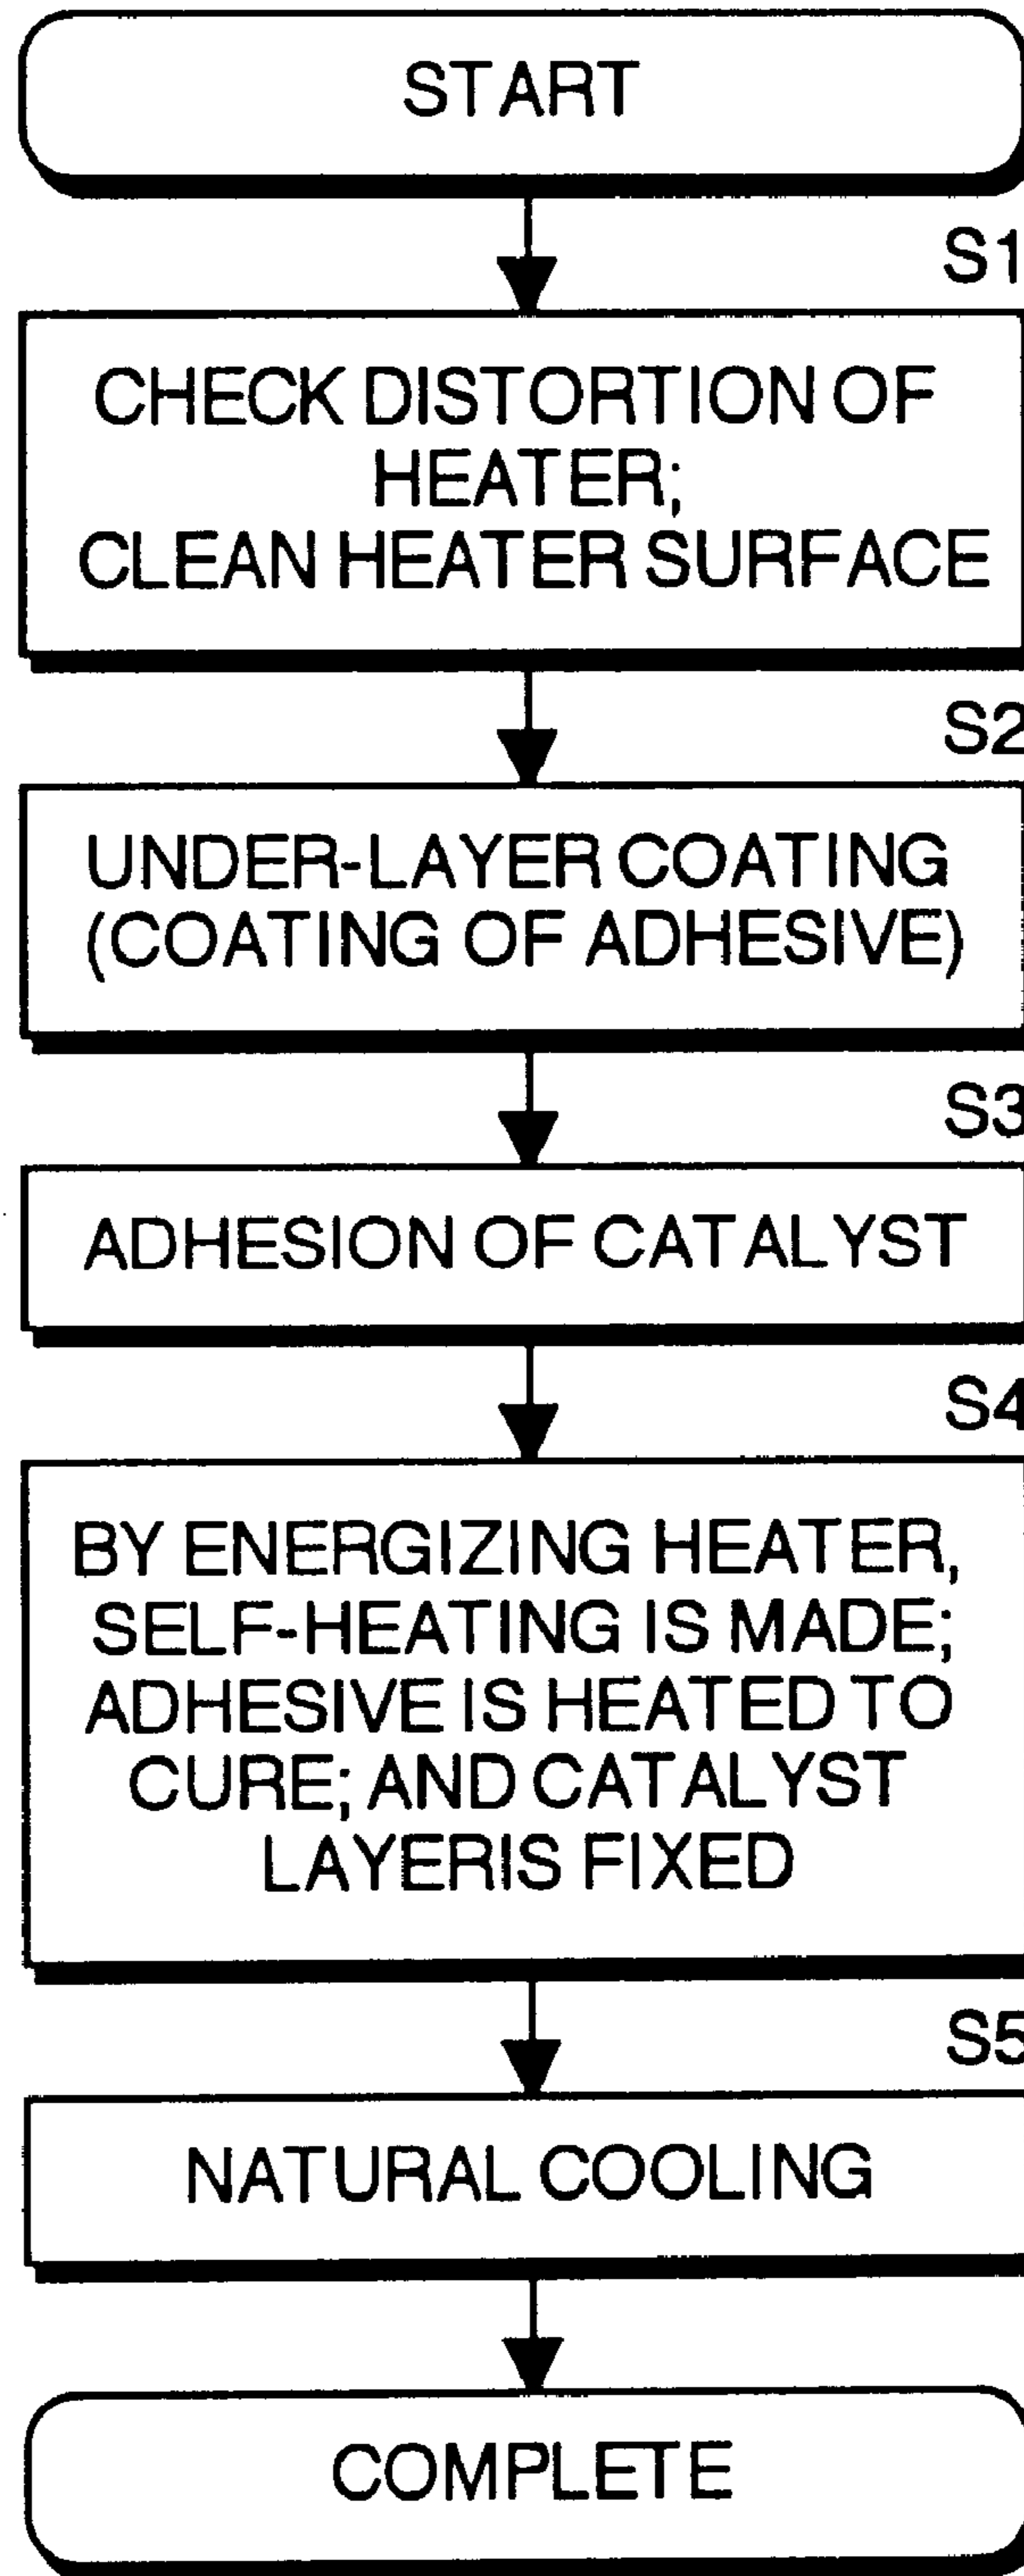 START
S1
CHECK DISTORTION OF
HEATER;
CLEAN HEATER SURFACE
S2
UNDER-LAYER COATING
(COATING OF ADHESIVE)
S3
ADHESION OF CATALYST
S4
BY ENERGIZING HEATER,
SELF-HEATING IS MADE;
ADHESIVE IS HEATED TO
CURE; AND CATALYST
LAYERIS FIXED
S5
NATURAL COOLING
COMPLETE